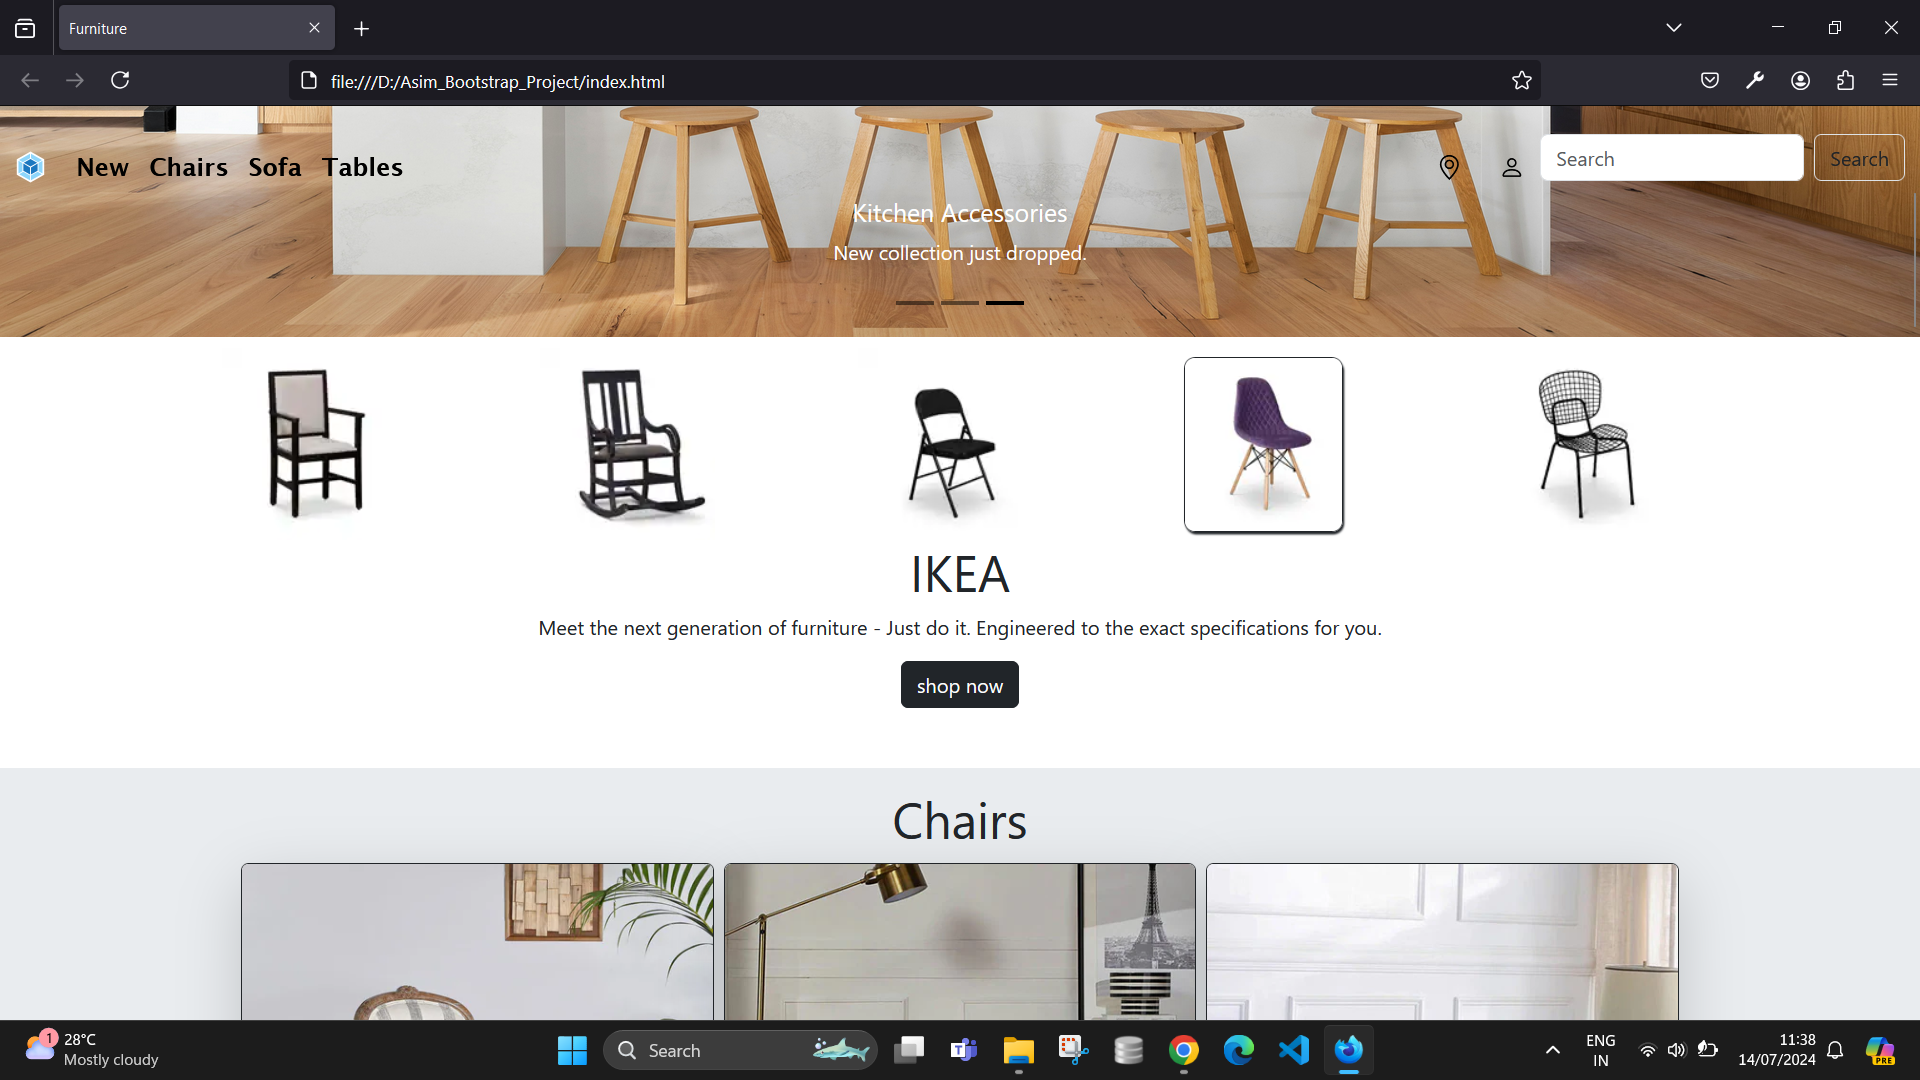 Furniture
file:///D:/Asim_Bootstrap_Project/index.html
New Chairs Sofa Tables
Search
Search
Kitchen Accessories
New collection just dropped.
IKEA
Meet the next generation of furniture - Just do it. Engineered to the exact specifications for you.
shop now
Chairs
1
28°C
Mostly cloudy
Search
T
PRE
ENG
IN
11:38
14/07/2024